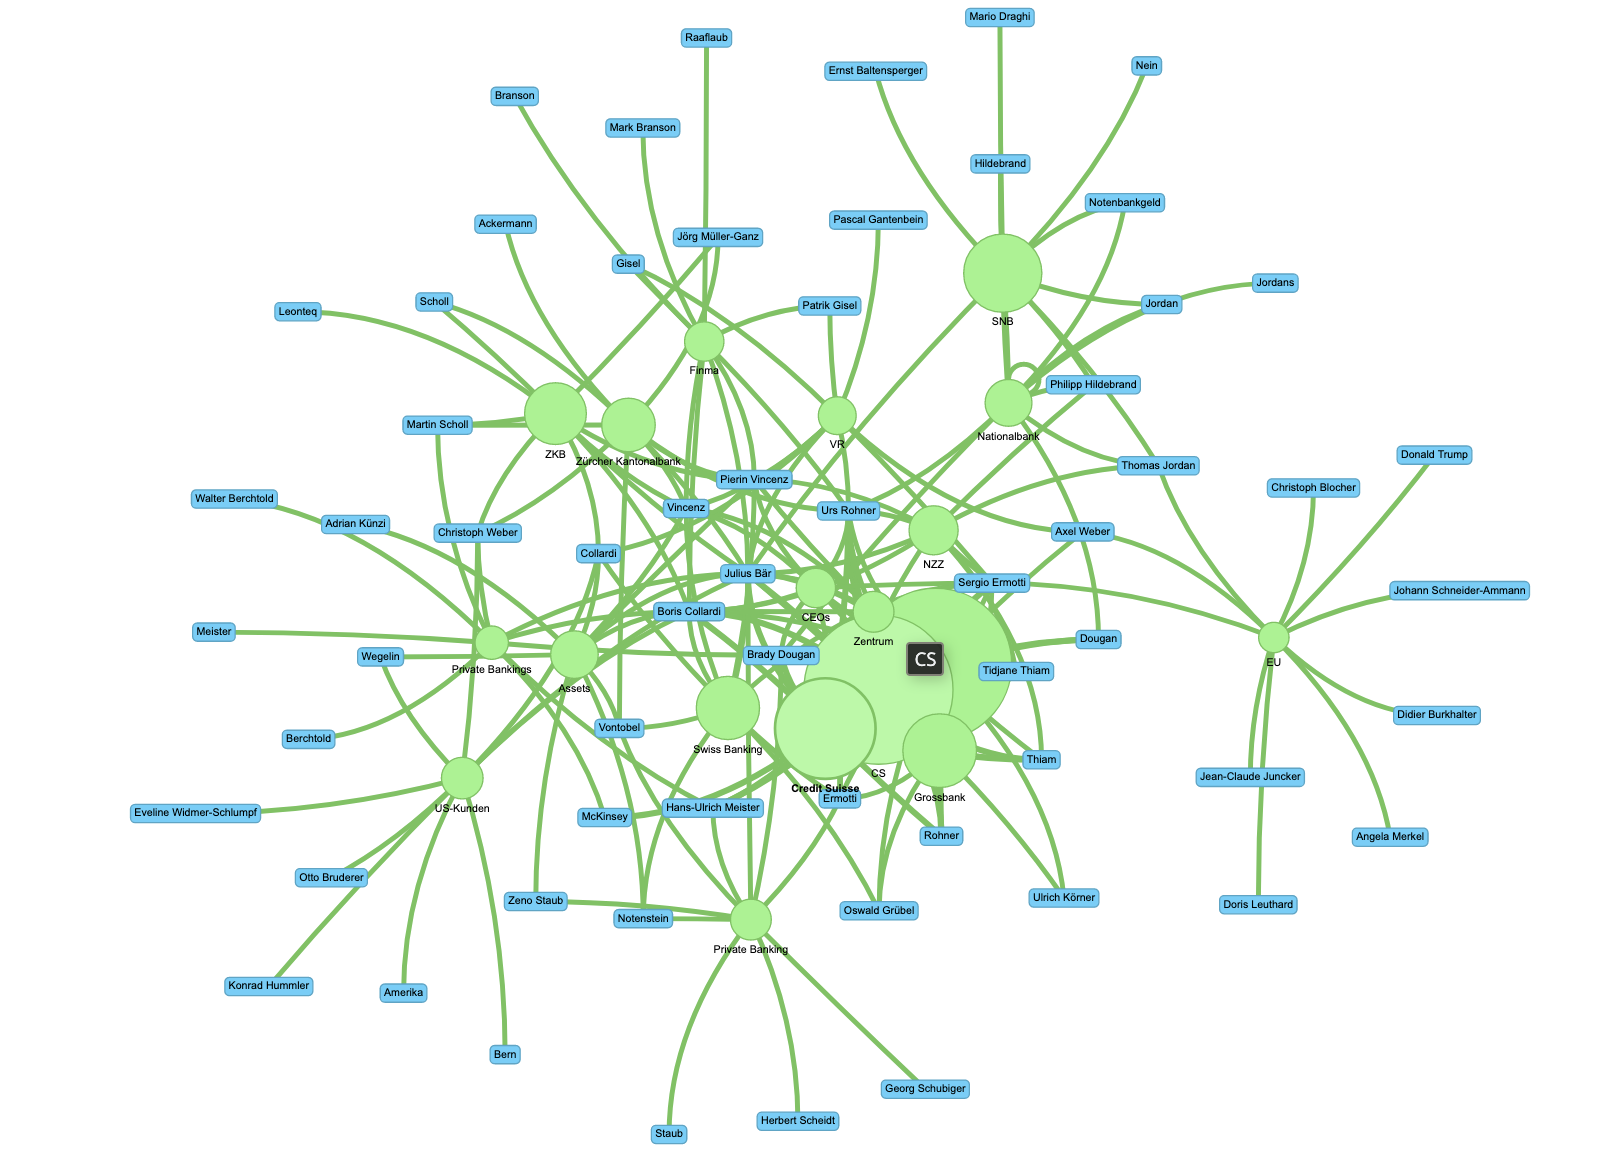 Mario Draghi
Raaflaub
Nein
Ernst Baltensperger
Branson
Mark Branson
Hildebrand
Notenbankgeld
Pascal Gantenbein
Ackermann
Jörg Müller-Ganz
Gisel
Jordans
Scholl
Jordan
Patrik Gisel
Leonteq
SNB
Finma
Philipp Hildebrand
Martin Scholl
Nationalbank
VR
ZKB
Zürcher Kantonalbank
Donald Trump
Thomas Jordan
Pierin Vincenz
Christoph Blocher
Walter Berchtold
Vincenz
Urs Rohner
Adrian Künzi
Christoph Weber
Axel Weber
Collardi
NZZ
Julius Bär
Sergio Ermotti
Johann Schneider-Ammann
Boris Collardi
CEOs
Meister
Zentrum
Dougan
Wegelin
Brady Dougan
CS
EU
Private Bankings
Tidjane Thiam
Assets
Didier Burkhalter
Vontobel
Berchtold
Swiss Banking
Thiam
CS
Jean-Claude Juncker
Credit Suisse
Grossbank
Ermotti
US-Kunden
Hans-Ulrich Meister
Eveline Widmer-Schlumpf
McKinsey
Rohner
Angela Merkel
Otto Bruderer
Ulrich Körner
Zeno Staub
Doris Leuthard
Oswald Grübel
Notenstein
Private Banking
Konrad Hummler
Amerika
Bern
Georg Schubiger
Herbert Scheidt
Staub